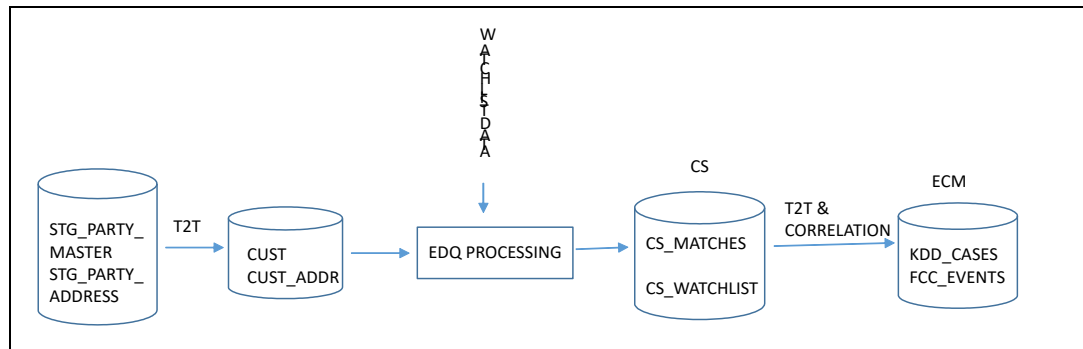 WATCHLIST DATA
STG_PARTY_
MASTER
STG_PARTY_
ADDRESS
T2T
CUST
CUST_ADDR
EDQ PROCESSING
CS
CS_MATCHES
CS_WATCHLIST
T2T &
CORRELATION
ECM
KDD_CASES
FCC_EVENTS